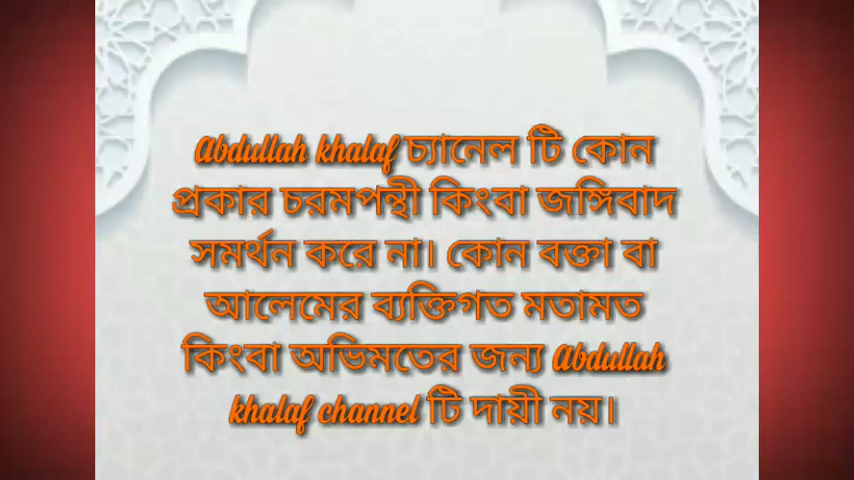 Abdullah khalaf চ্যানেল টি কোন
প্রকার চরমপন্থী কিংবা জঙ্গিবাদ
সমর্থন করে না। কোন বক্তা বা
আলেমের ব্যক্তিগত মতামত
কিংবা অভিমতের জন্য Abdullah
khalaf channel টি দায়ী নয়।